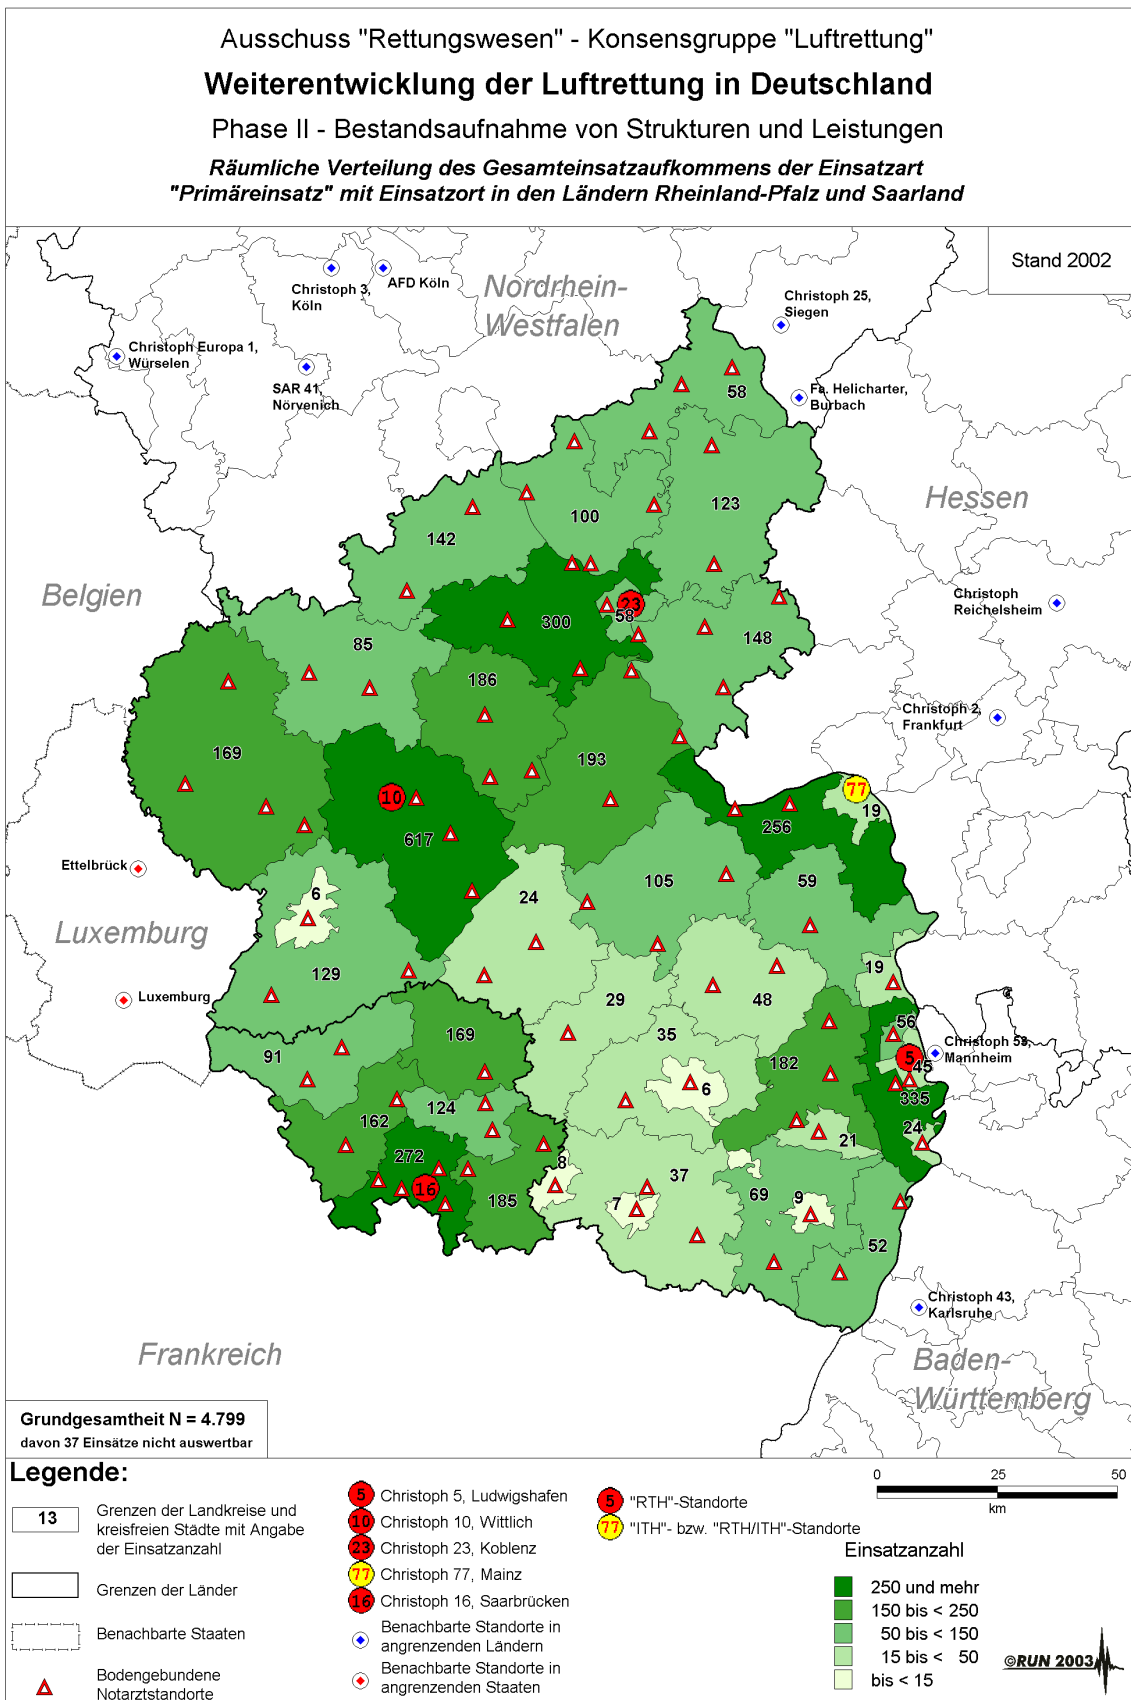 Ausschuss "Rettungswesen" - Konsensgruppe "Luftrettung"
Weiterentwicklung der Luftrettung in Deutschland
Phase II - Bestandsaufnahme von Strukturen und Leistungen
Räumliche Verteilung des Gesamteinsatzaufkommens der Einsatzart
"Primäreinsatz" mit Einsatzort in den Ländern Rheinland-Pfalz und Saarland
Stand 2002
Christoph 3,
Köln
AFD Köln
Nordrhein-
Westfalen
Christoph 25,
Siegen
Christoph Europa 1,
Würselen
SAR 41,
Nörvenich
Fa. Helicharter,
Burbach
58
Hessen
123
100
142
Belgien
Christoph
Reichelsheim
23
58
300
148
85
186
Christoph 2,
Frankfurt
169
193
77
19
10
256
617
Ettelbrück
6
24
105
59
Luxemburg
129
19
Luxemburg
29
48
56
Christoph 53,
Mannheim
169
35
91
182
5
45
6
335
162
124
24
21
272
8
37
16
185
7
69
9
52
Christoph 43,
Karlsruhe
Frankreich
Baden-
Württemberg
Grundgesamtheit N = 4.799
davon 37 Einsätze nicht auswertbar
Legende:
13
Grenzen der Landkreise und
kreisfreien Städte mit Angabe
der Einsatzanzahl
Grenzen der Länder
Benachbarte Staaten
Bodengebundene
Notarztstandorte
5 Christoph 5, Ludwigshafen
10 Christoph 10, Wittlich
23 Christoph 23, Koblenz
77 Christoph 77, Mainz
16 Christoph 16, Saarbrücken
Benachbarte Standorte in
angrenzenden Ländern
Benachbarte Standorte in
angrenzenden Staaten
5 "RTH"-Standorte
77 "ITH"- bzw. "RTH/ITH"-Standorte
0 25 50
km
Einsatzanzahl
250 und mehr
150 bis < 250
50 bis < 150
15 bis < 50
bis < 15
©RUN 2003